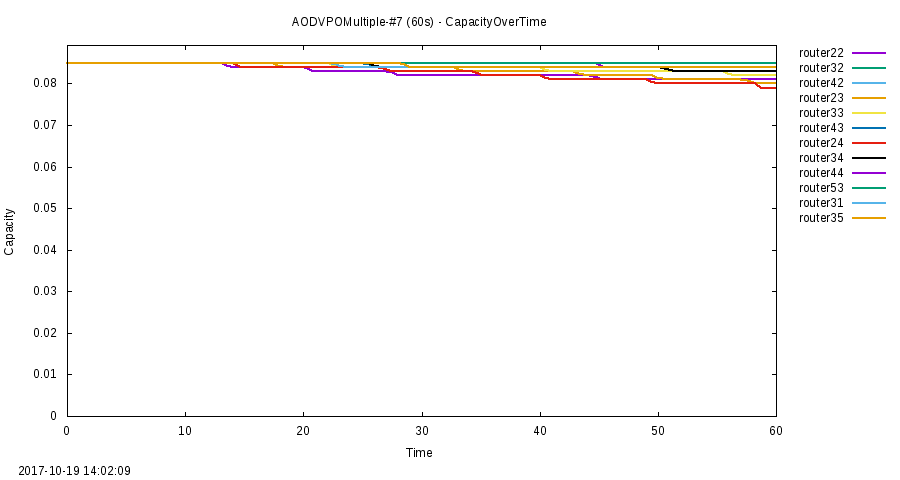 AODVPOMultiple-#7 (60s) - CapacityOverTime
router22
router32
router42
router23
router33
router43
router24
router34
router44
router53
router31
router35
0.08
0.07
0.06
0.05
0.04
0.03
0.02
0.01
0
Capacity
0 10 20 30 40 50 60
Time
2017-10-19 14:02:09